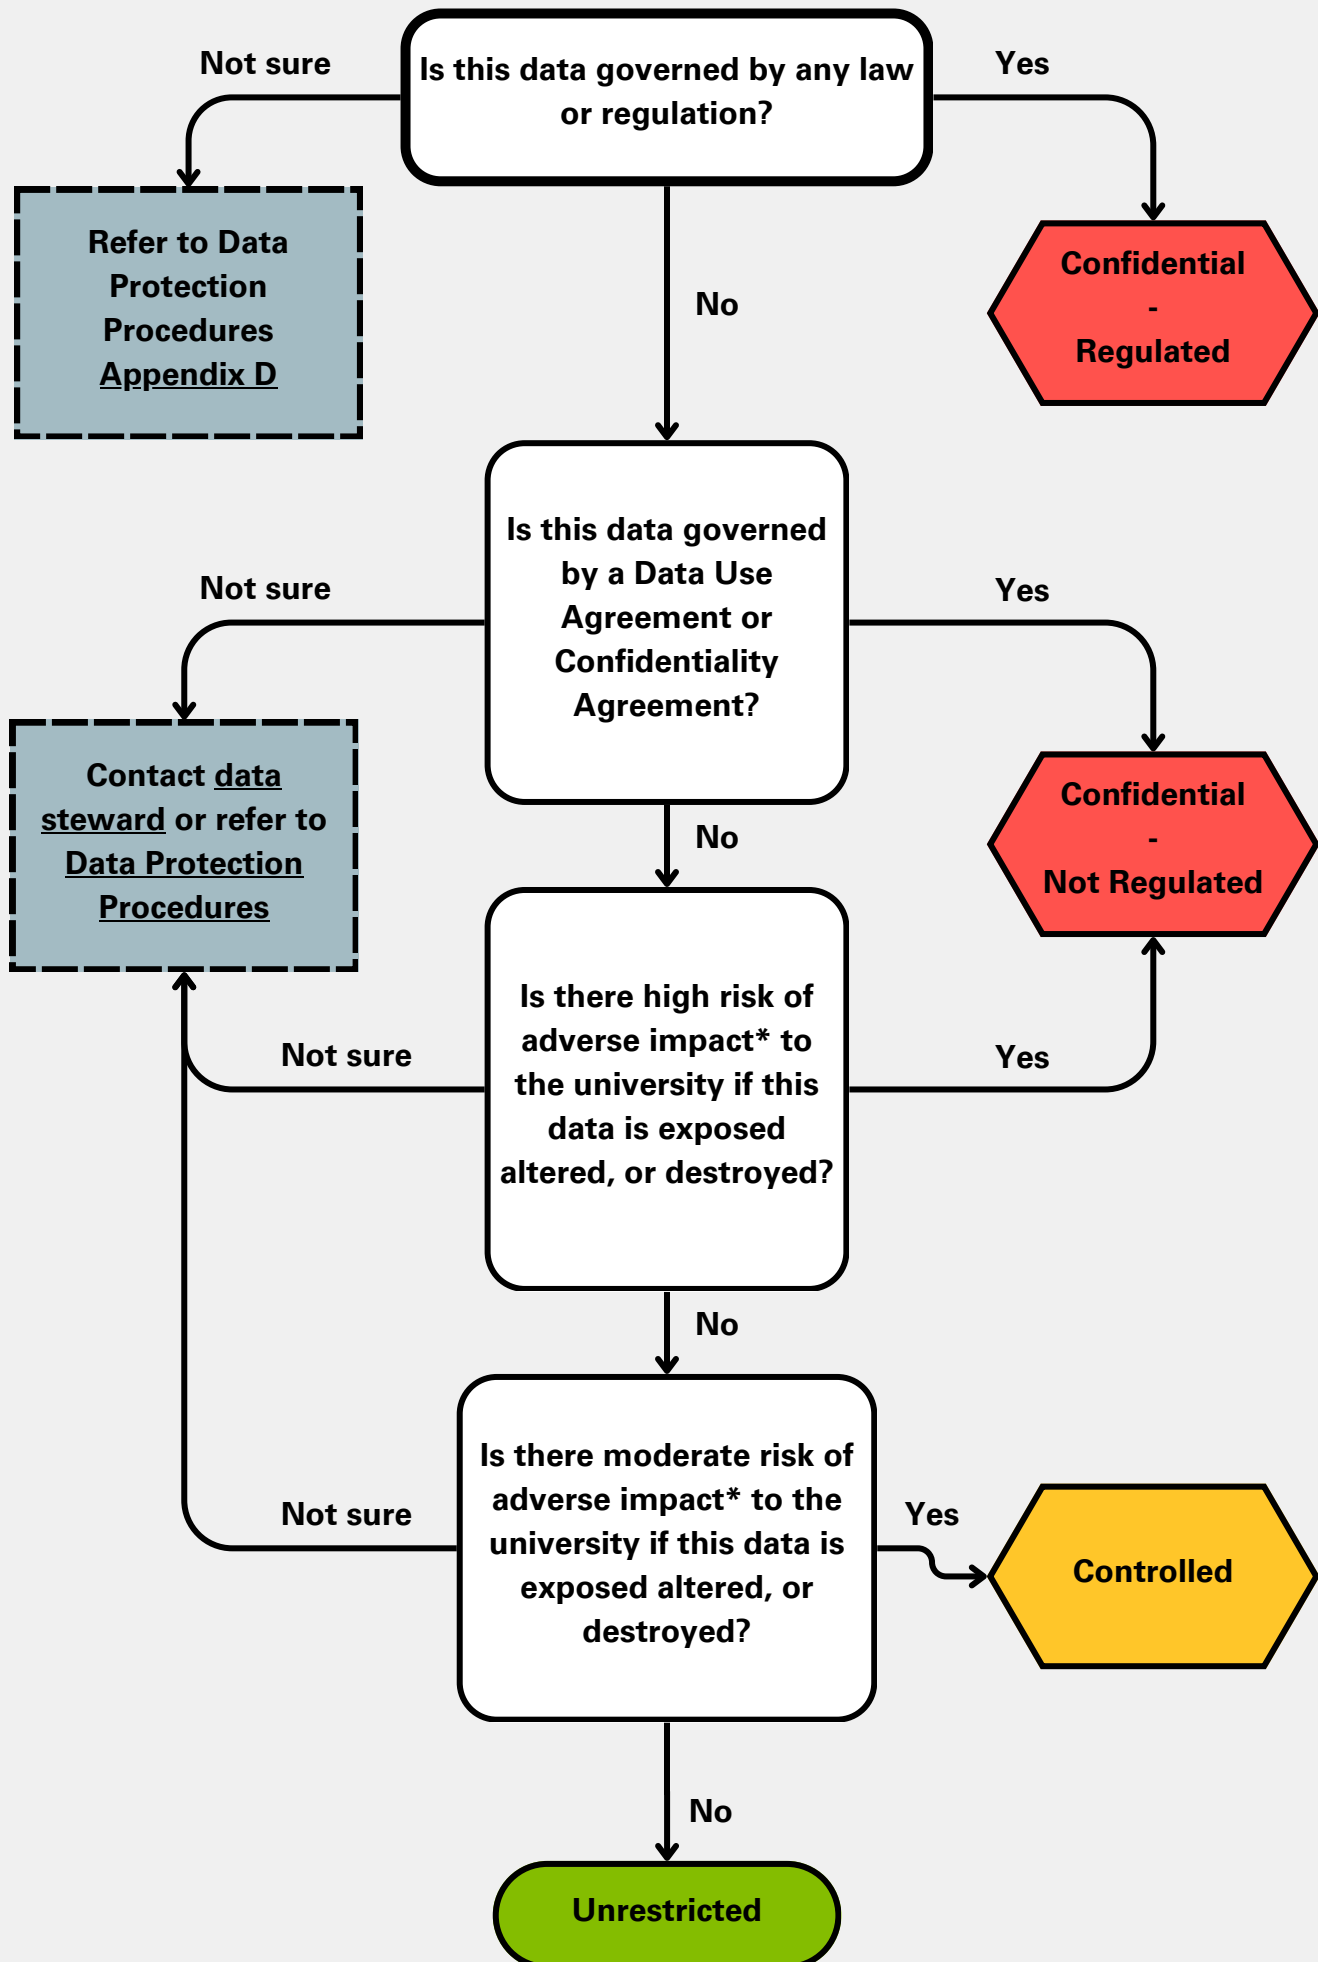 Not sure
Is this data governed by any law
or regulation?
Yes
Refer to Data
Protection
Procedures
Appendix D
No
Confidential
-
Regulated
Not sure
Is this data governed
by a Data Use
Agreement or
Confidentiality
Agreement?
Yes
Contact data
steward or refer to
Data Protection
Procedures
No
Confidential
-
Not Regulated
Not sure
Is there high risk of
adverse impact* to
the university if this
data is exposed
altered, or destroyed?
Yes
No
Not sure
Is there moderate risk of
adverse impact* to the
university if this data is
exposed altered, or
destroyed?
Yes
Controlled
No
Unrestricted